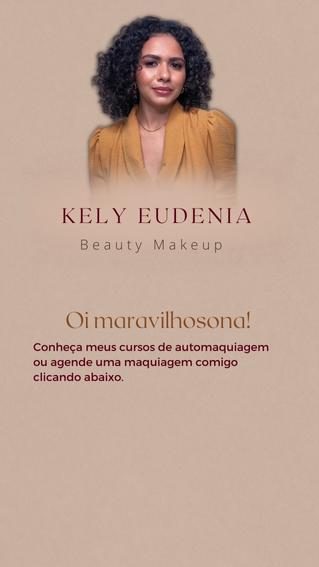 KELY EUDENIA
Beauty Makeup
Oi maravilhosona!
Conheça meus cursos de automaquiagem
ou agende uma maquiagem comigo
clicando abaixo.